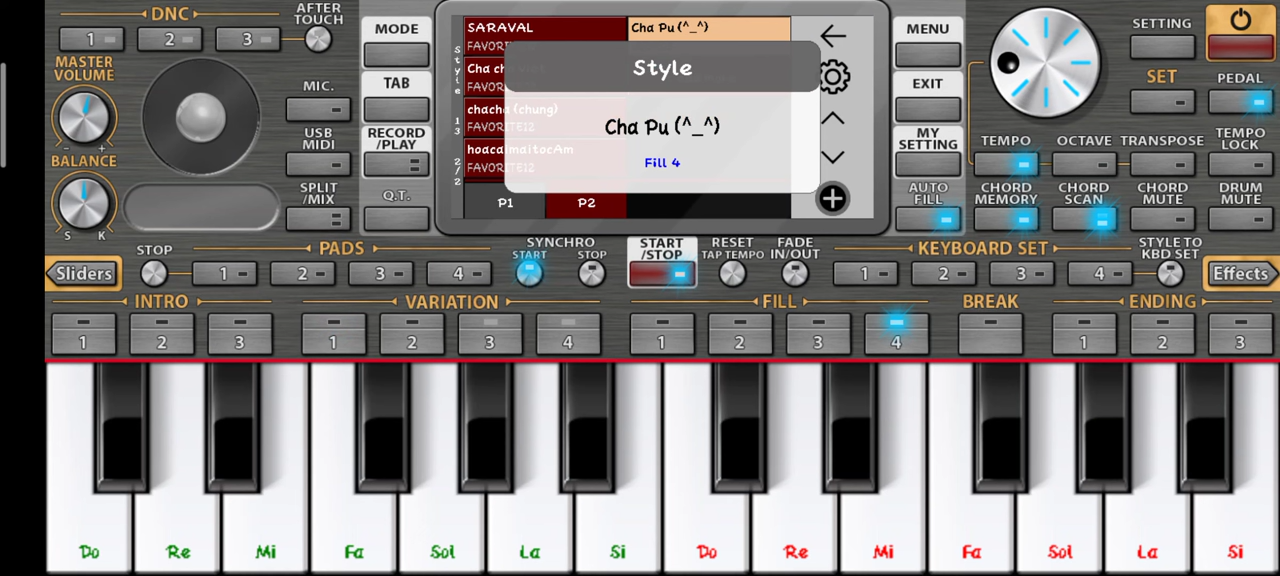 DNC
1 2 3
AFTER
TOUCH
MASTER
VOLUME
- +
BALANCE
S K
MIC.
USB
MIDI
SPLIT
/MIX
MODE
TAB
RECORD
/PLAY
Q.T.
Style
13
2/2
SARAVAL
Cha Pu (^_^)
Style
Cha Pu (^_^)
Fill 4
chacha (chung)
FAVORITE12
hoacaimaitocAm
FAVORITE12
P1 P2
MENU
EXIT
MY
SETTING
AUTO
FILL
SETTING
SET
PEDAL
TEMPO OCTAVE TRANSPOSE TEMPO
LOCK
CHORD
MEMORY
CHORD
SCAN
CHORD
MUTE
DRUM
MUTE
Sliders
STOP
PADS
1 2 3 4
SYNCHRO
START STOP
START
/STOP
RESET
TAP TEMPO
FADE
IN/OUT
KEYBOARD SET
1 2 3 4
STYLE TO
KBD SET
Effects
INTRO VARIATION FILL BREAK ENDING
1 2 3 1 2 3 4 1 2 3 4 1 2 3
Do Re Mi Fa Sol La Si Do Re Mi Fa Sol La Si